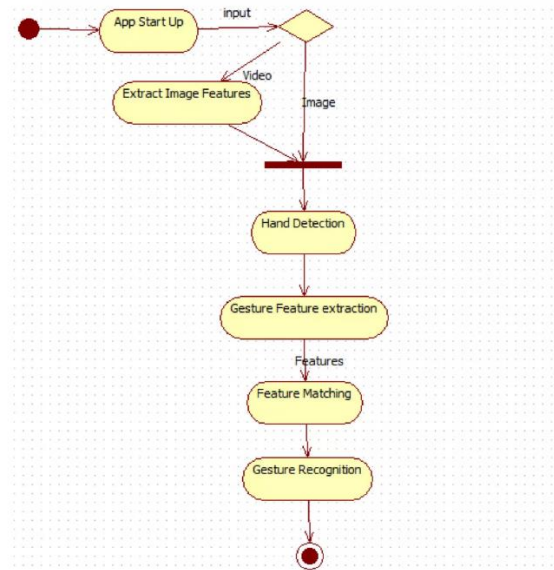 input
App Start Up
Video
Extract Image Features
Image
Hand Detection
Gesture Feature extraction
Features
Feature Matching
Gesture Recognition